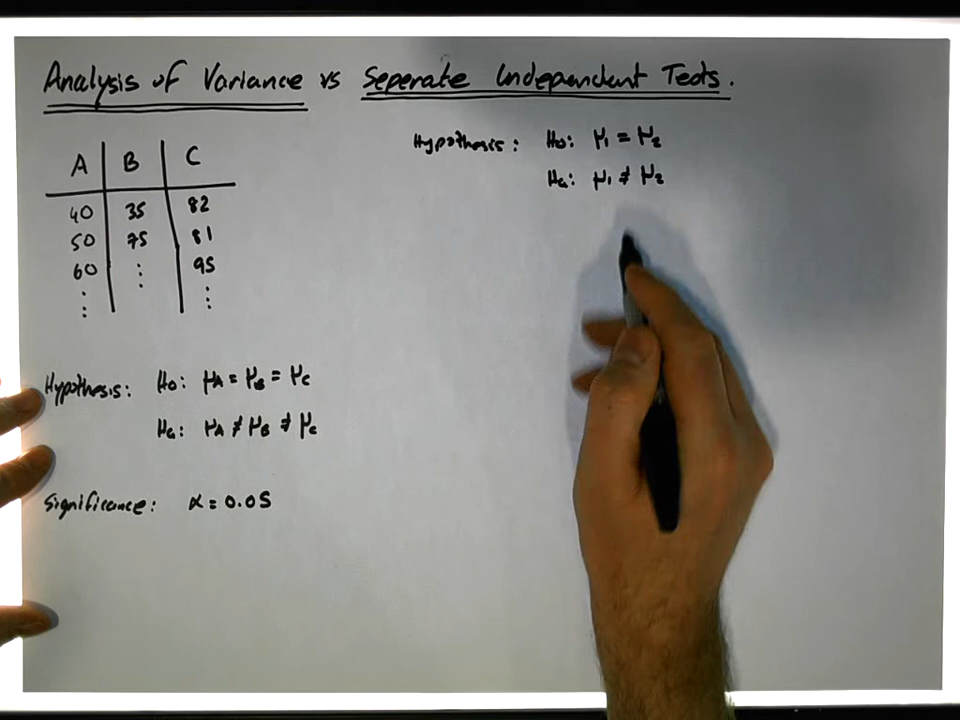 Analysis of Variance vs Seperate Independent Tests.
A B C
40 35 82
50 75 81
60 ⋮ 95
⋮ ⋮
Hypothesis: H0: μA = μB = μC
Ha: μA ≠ μB ≠ μC
Significance: α = 0.05
Hypothesis: H0: μ1 = μ2
Ha: μ1 ≠ μ2